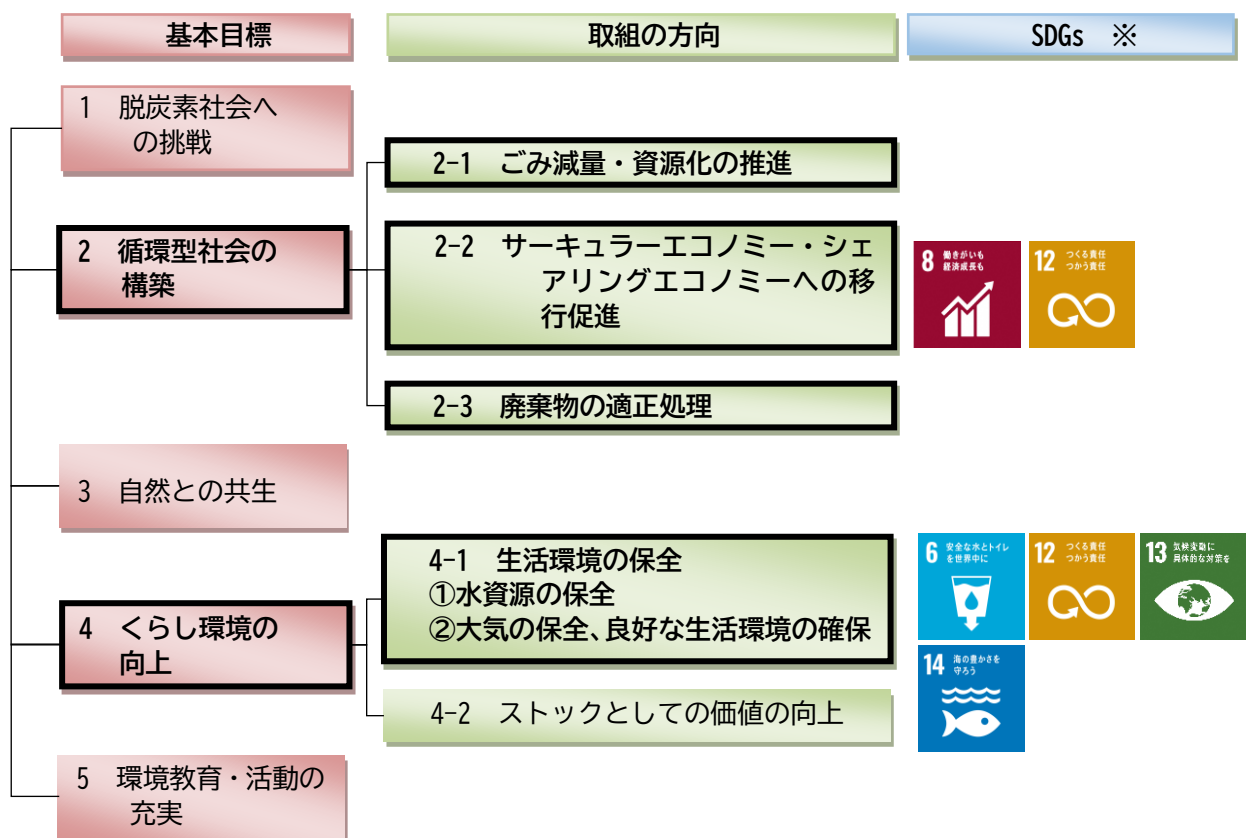 基本目標
取組の方向
SDGs ※
1 脱炭素社会へ
の挑戦
2-1 ごみ減量・資源化の推進
2 循環型社会の
構築
2-2 サーキュラーエコノミー・シェ
アリングエコノミーへの移
行促進
8 働きがいも
経済成長も
12 つくる責任
つかう責任
2-3 廃棄物の適正処理
3 自然との共生
4 くらし環境の
向上
4-1 生活環境の保全
①水資源の保全
②大気の保全、良好な生活環境の確保
6 安全な水とトイレ
を世界中に
12 つくる責任
つかう責任
13 気候変動に
具体的な対策を
14 海の豊かさを
守ろう
4-2 ストックとしての価値の向上
5 環境教育・活動の
充実